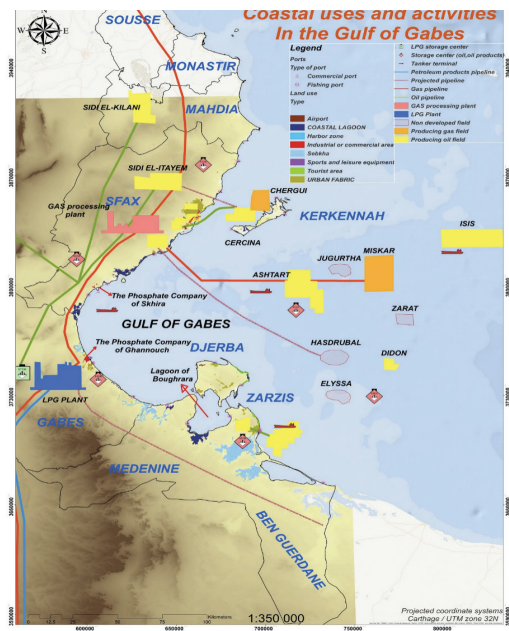 Coastal uses and activities
In the Gulf of Gabes
N
W
E
S
SOUSSE
MONASTIR
MAHDIA
SIDI EL-KILANI
SIDI EL-ITAYEM
SFAX
GAS processing
plant
CHERGUI
KERKENNAH
CERCINA
ISIS
MISKAR
JUGURTHA
ASHTART
ZARAT
HASDRUBAL
DIDON
ELYSSA
The Phosphate Company
of Skhira
GULF OF GABES
The Phosphate Company
of Ghannouch
DJERBA
Lagoon of
Boughrara
ZARZIS
LPG PLANT
GABES
MEDENINE
BEN GUERDANE
Legend
Ports
Type of port
Commercial port
Fishing port
Land use
Type
Airport
COASTAL LAGOON
Harbor zone
Industrial or commercial area
Sebkha
Sports and leisure equipment
Tourist area
URBAN FABRIC
LPG storage center
Storage center (oil/oil products)
Tanker terminal
Petroleum products pipeline
Projected pipeline
Gas pipeline
Oil pipeline
GAS processing plant
LPG Plant
Non developed field
Producing gas field
Producing oil field
Kilometers
1:350 000
Projected coordinate systems
Carthage / UTM zone 32N
600000
650000
700000
750000
800000